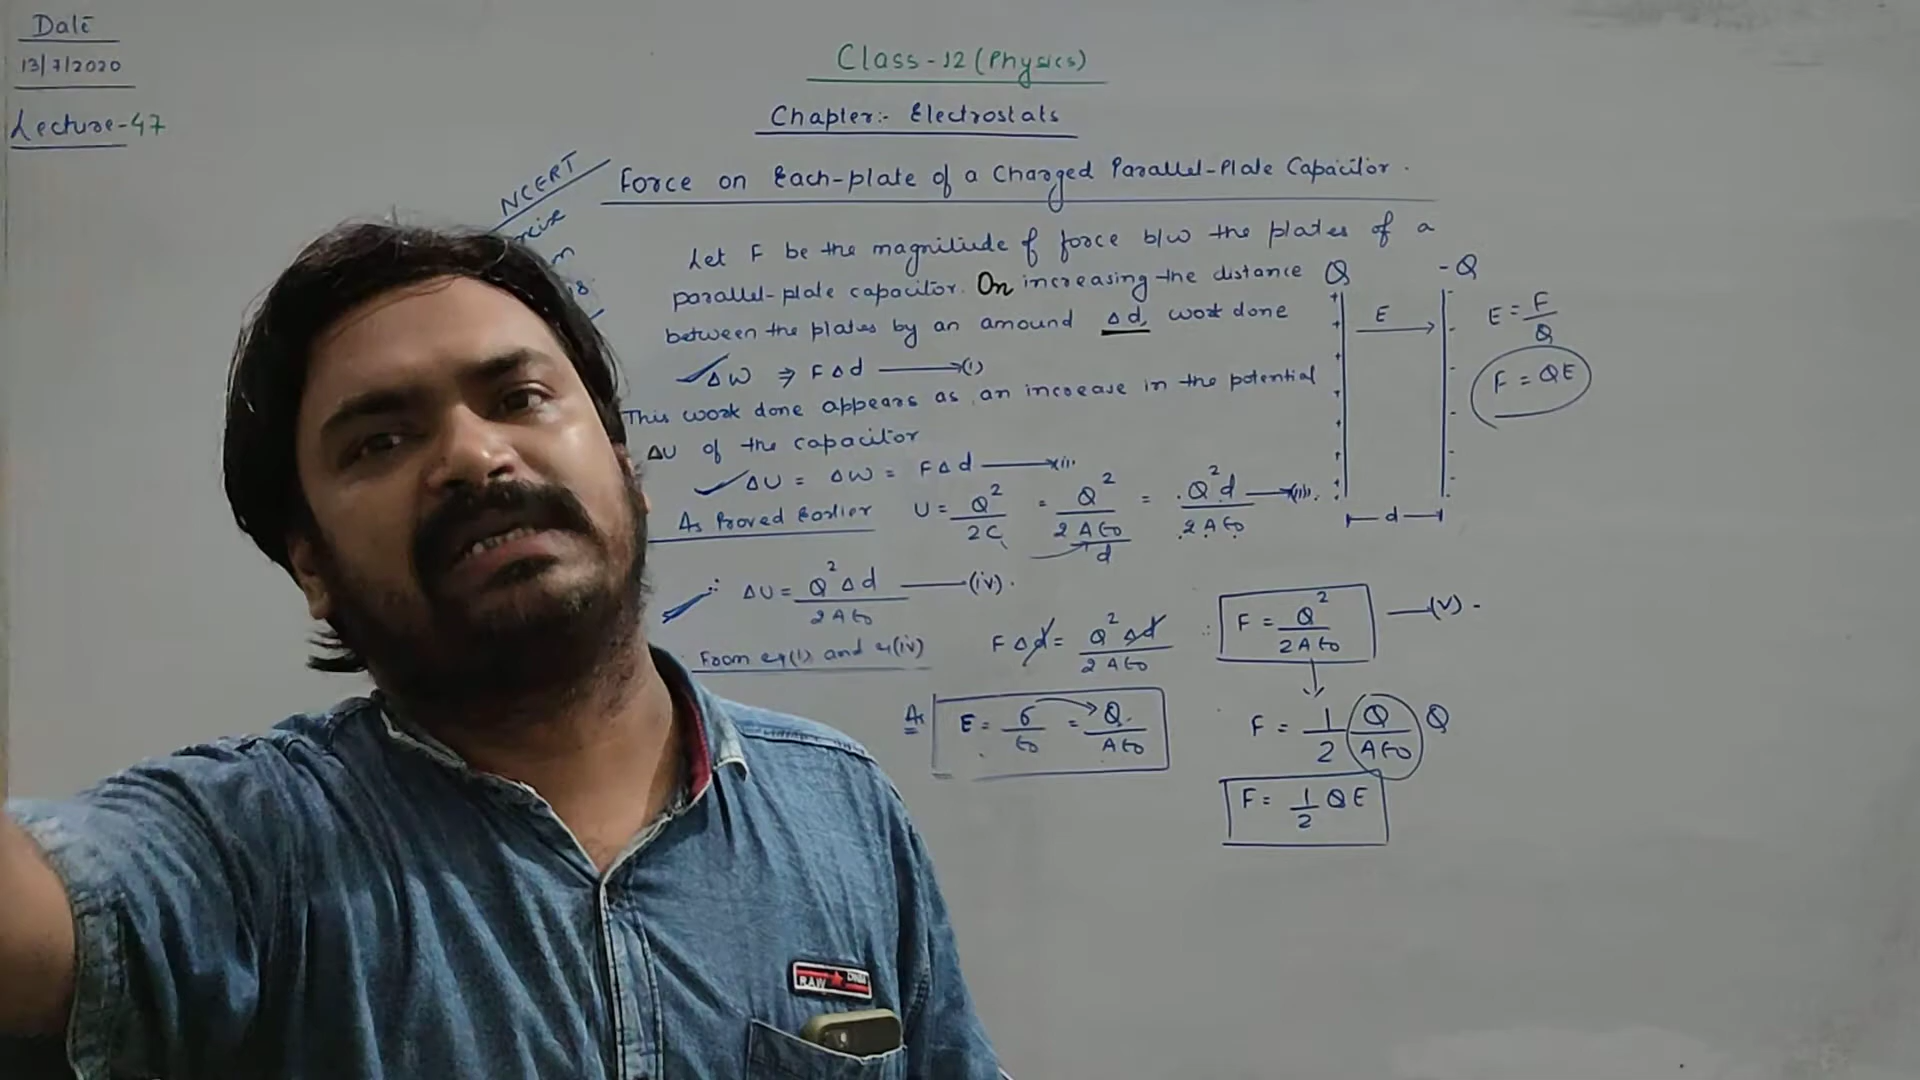 Date
13/7/2020
Lecture-47
Class-12 (Physics)
Chapter:- Electrostats
NCERT
Force on Each-plate of a Charged Parallel-Plate Capacitor.
Let F be the magnitude of force b/w the plates of a
parallel-plate capacitor. On increasing the distance
between the plates by an amound Δd, work done
ΔW ⇒ FΔd ——(i)
This work done appears as an increase in the potential
ΔU of the capacitor
ΔU = ΔW = FΔd ——(ii)
As Proved Earlier U = Q²/2C = Q²/(2Aε₀/d) = Q²d/2Aε₀ ——(iii).
∴ ΔU = Q²Δd/2Aε₀ ——(iv).
From eq(i) and eq(iv) FΔd = Q²Δd/2Aε₀ ∴ F = Q²/2Aε₀ ——(v).
As E = σ/ε₀ = Q/Aε₀
F = 1/2 Q/Aε₀ Q
F = 1/2 QE
Q -Q
E
d
E = F/Q
F = QE
RAW